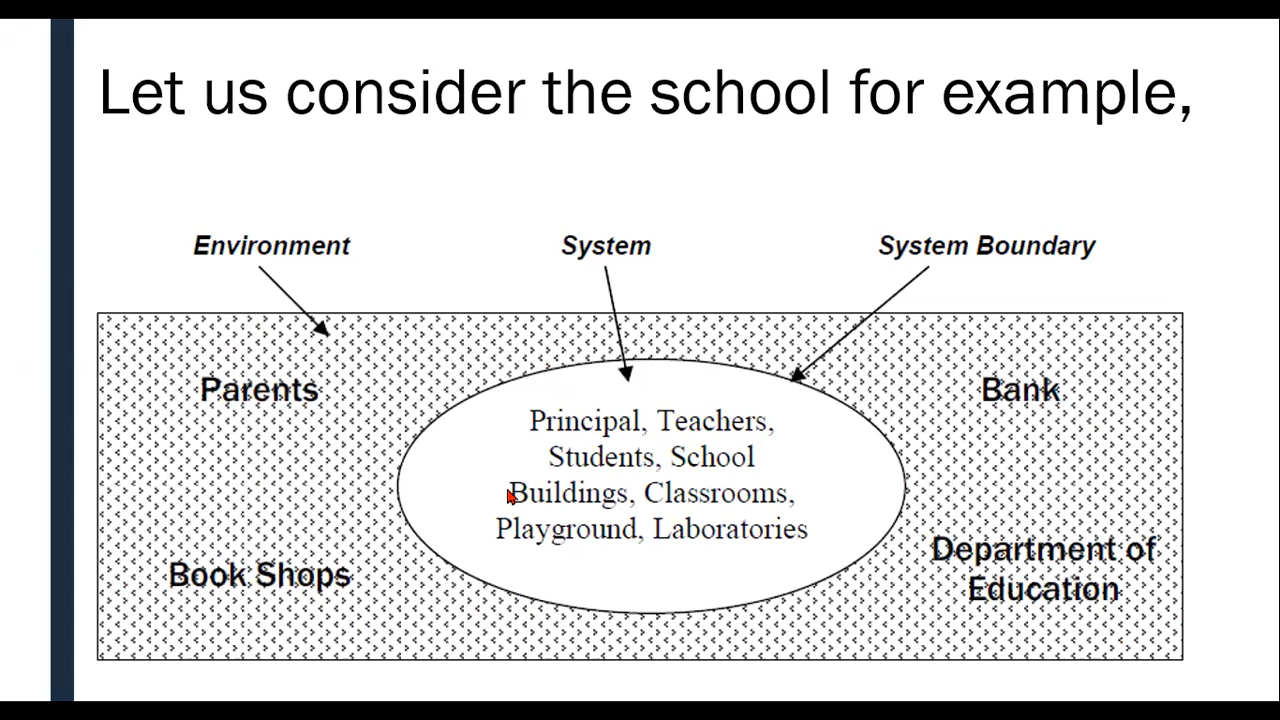 Let us consider the school for example,
Environment
System
System Boundary
Parents
Bank
Principal, Teachers,
Students, School
Buildings, Classrooms,
Playground, Laboratories
Book Shops
Department of
Education